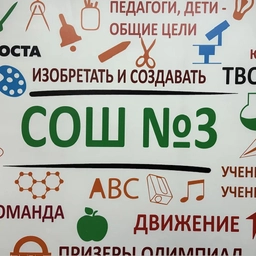 ПЕДАГОГИ, ДЕТИ -
ОБЩИЕ ЦЕЛИ
ОСТА
ИЗОБРЕТАТЬ И СОЗДАВАТЬ
ТВО
СОШ №3
УЧЕН
УЧЕН
ABC
ОМАНДА
ДВИЖЕНИЕ
ПРИЗЕРЫ ОЛИМПИАД